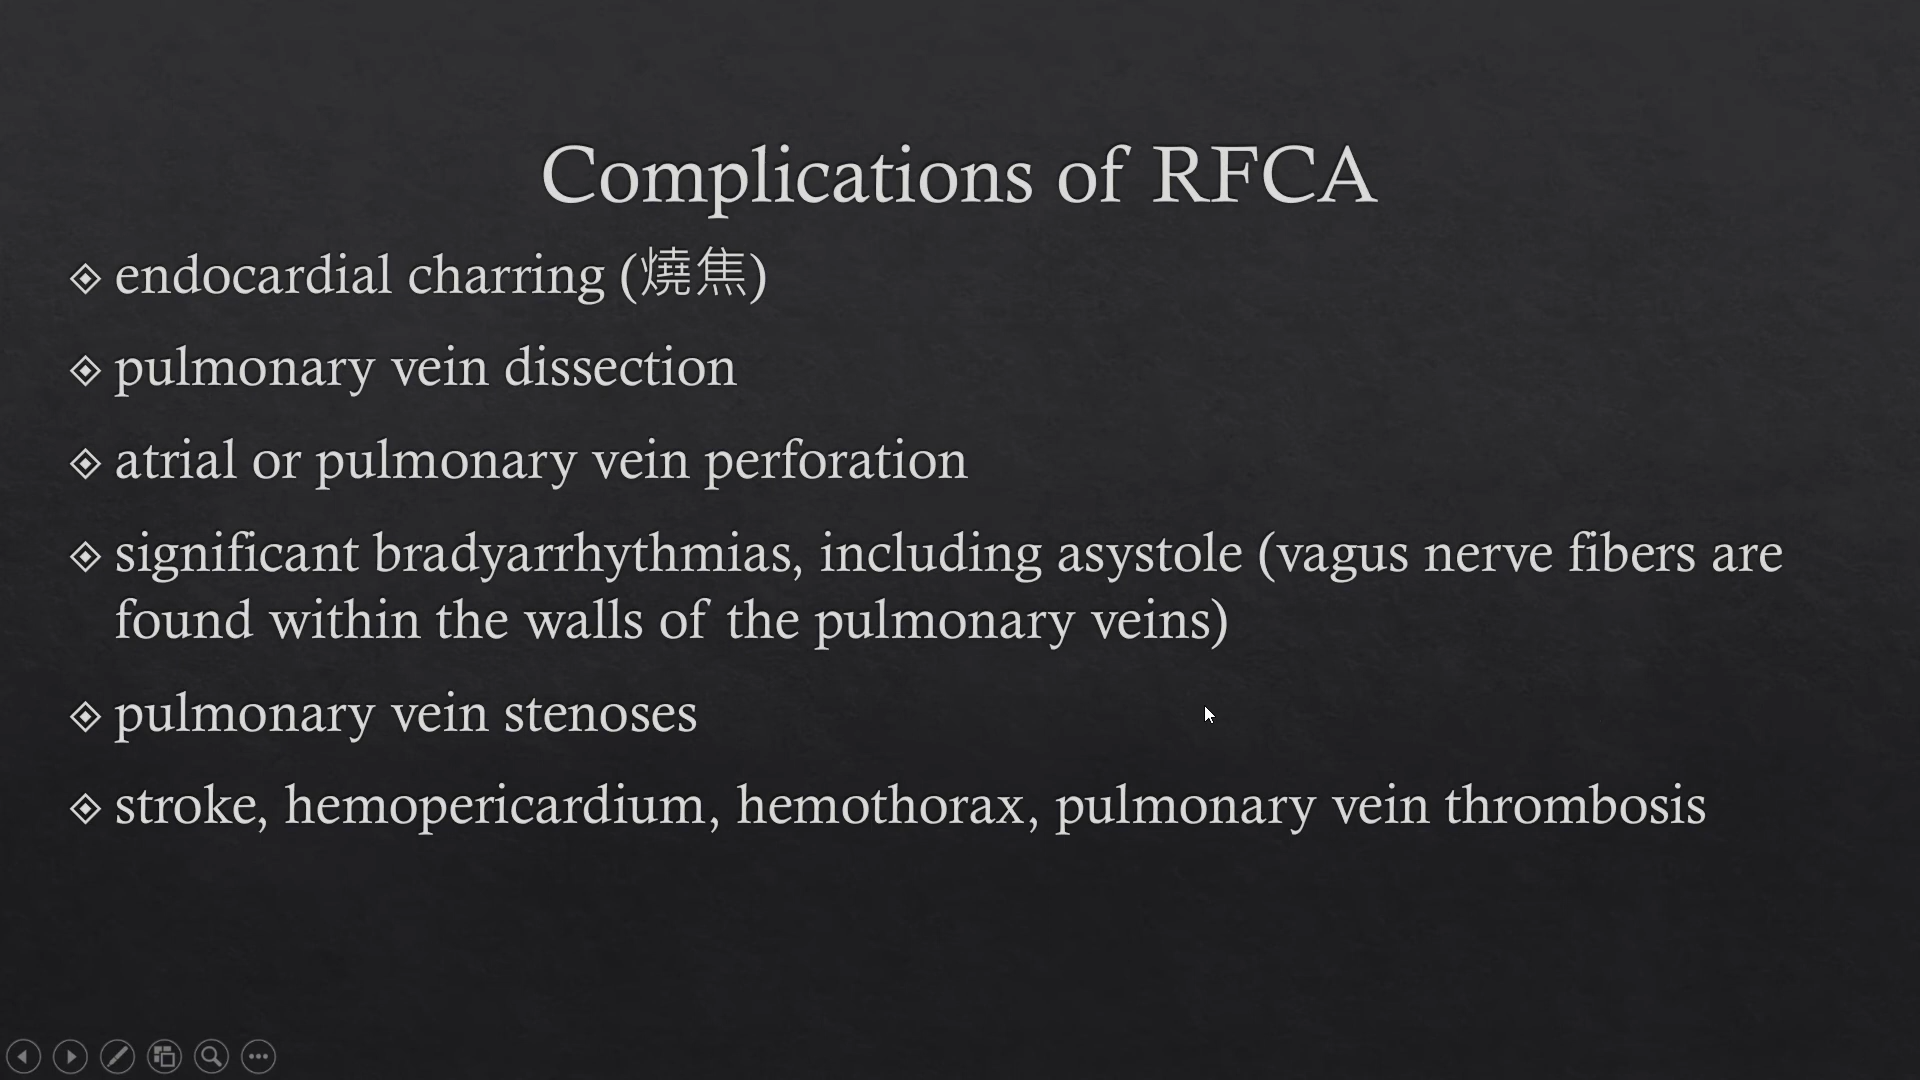 Complications of RFCA
endocardial charring (燒焦)
pulmonary vein dissection
atrial or pulmonary vein perforation
significant bradyarrhythmias, including asystole (vagus nerve fibers are
found within the walls of the pulmonary veins)
pulmonary vein stenoses
stroke, hemopericardium, hemothorax, pulmonary vein thrombosis